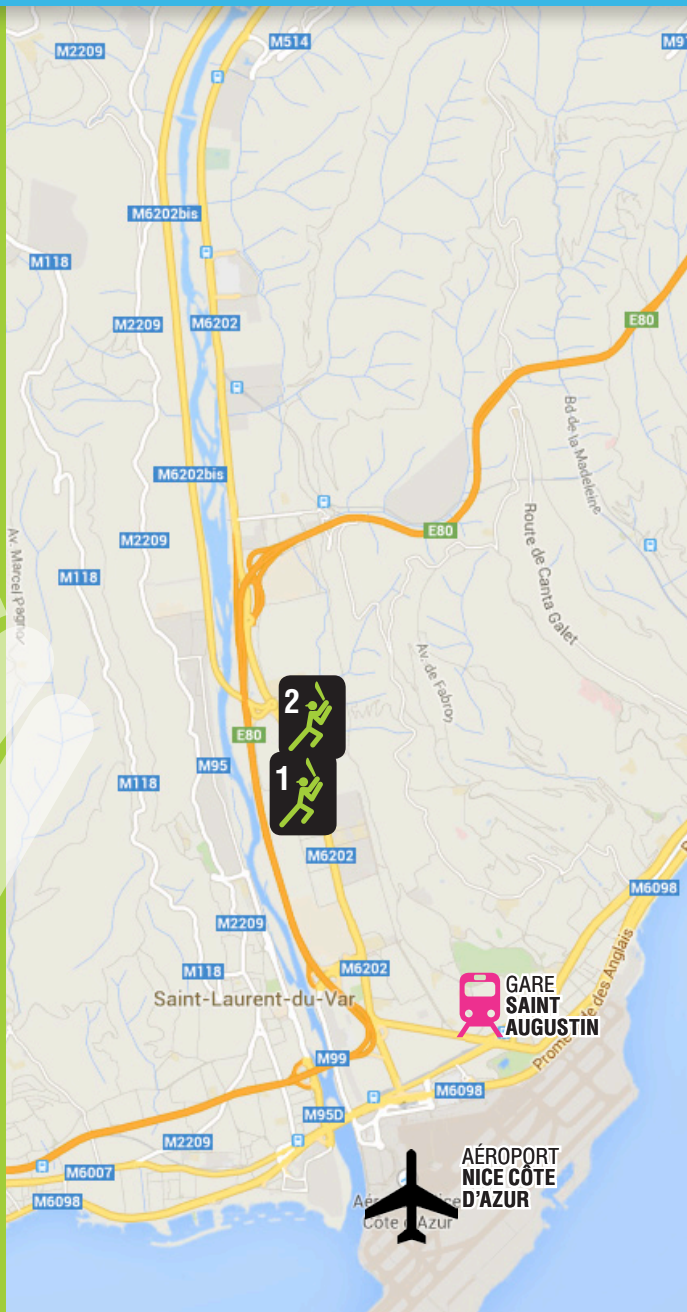 M514
M2209
M6202bis
M118
M2209
M6202
E80
Bd de la Madeleine
M6202bis
E80
Route de Canta Galet
Av. Marcel
M2209
M118
Av. de Fabron
2
E80
1
M95
M118
M6202
M6098
M2209
M118
M6202
Saint-Laurent-du-Var
GARE
SAINT
AUGUSTIN
des Anglais
M99
M6098
M95D
M2209
M6007
M6098
AÉROPORT
NICE CÔTE
D'AZUR
Côte d'Azur